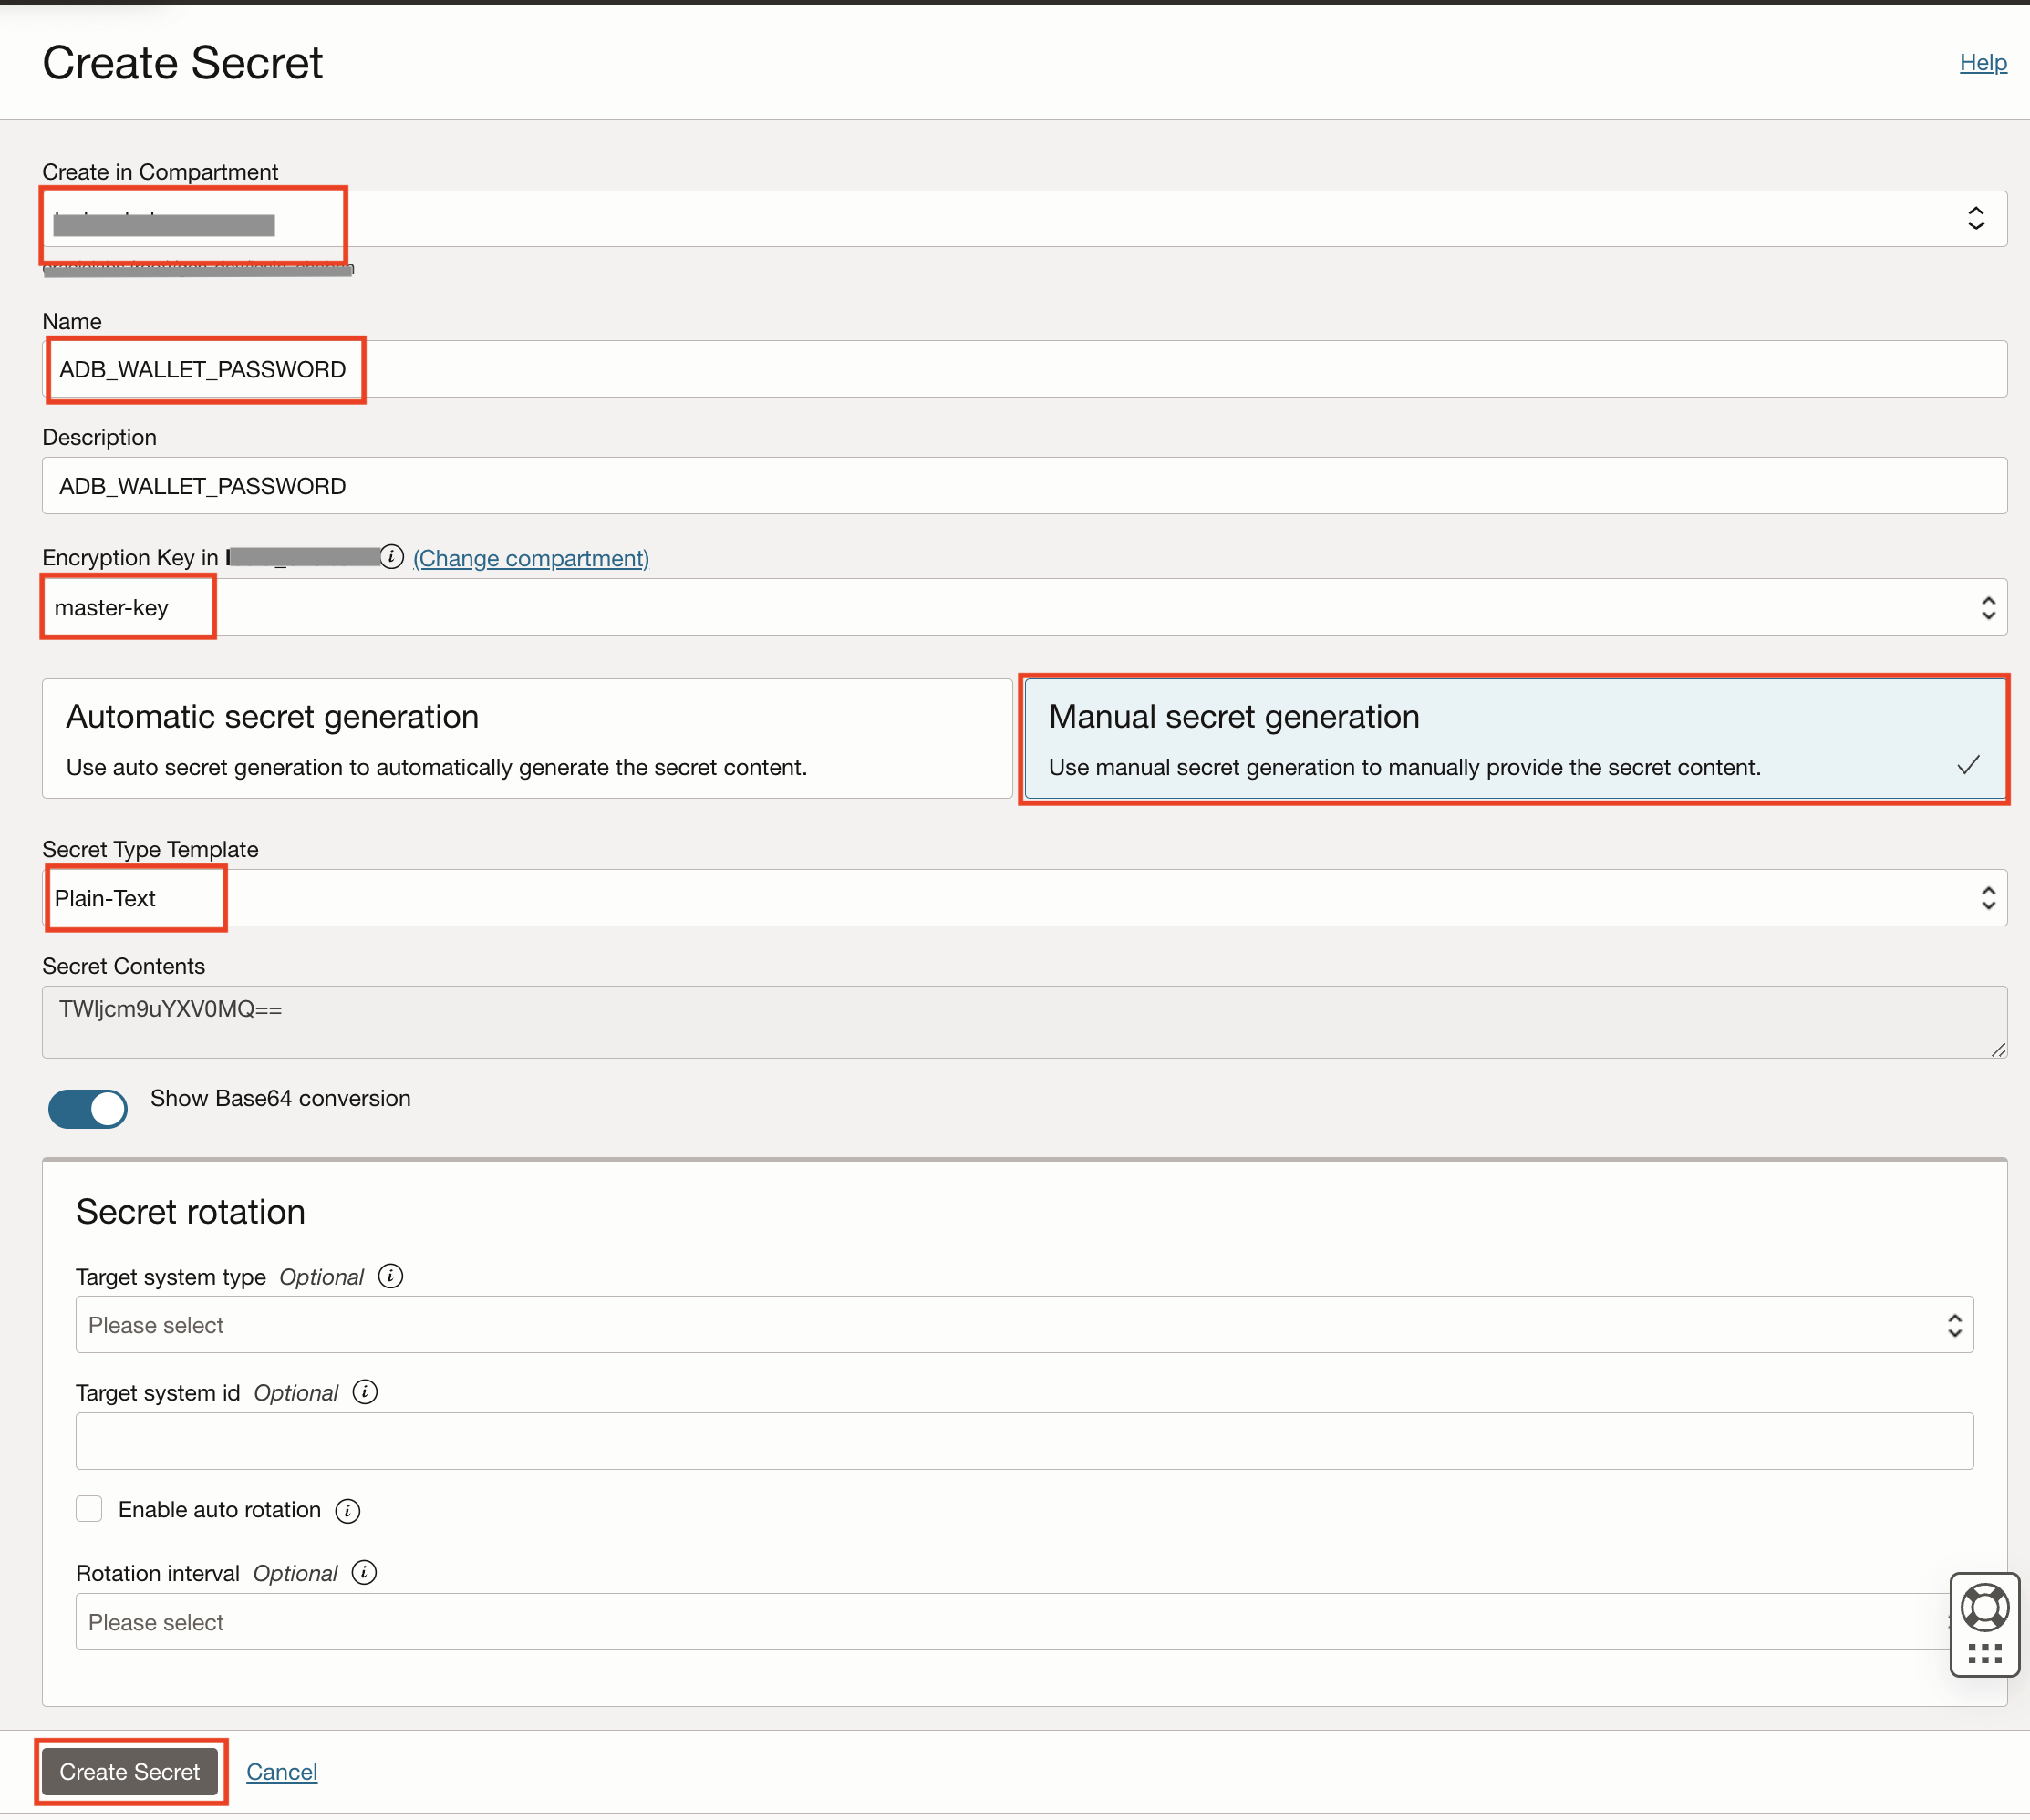 Create Secret
Help
Create in Compartment
Name
ADB_WALLET_PASSWORD
Description
ADB_WALLET_PASSWORD
Encryption Key in (Change compartment)
master-key
Automatic secret generation
Use auto secret generation to automatically generate the secret content.
Manual secret generation
Use manual secret generation to manually provide the secret content.
Secret Type Template
Plain-Text
Secret Contents
TWljcm9uYXV0MQ==
Show Base64 conversion
Secret rotation
Target system type Optional
Please select
Target system id Optional
Enable auto rotation
Rotation interval Optional
Please select
Create Secret
Cancel